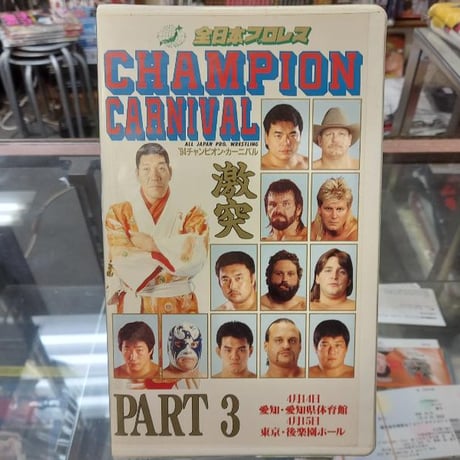 全日本プロレス
CHAMPION
CARNIVAL
ALL JAPAN PRO. WRESTLING
'94チャンピオン・カーニバル
激突
PART 3
4月14日
愛知・愛知県体育館
4月15日
東京・後楽園ホール